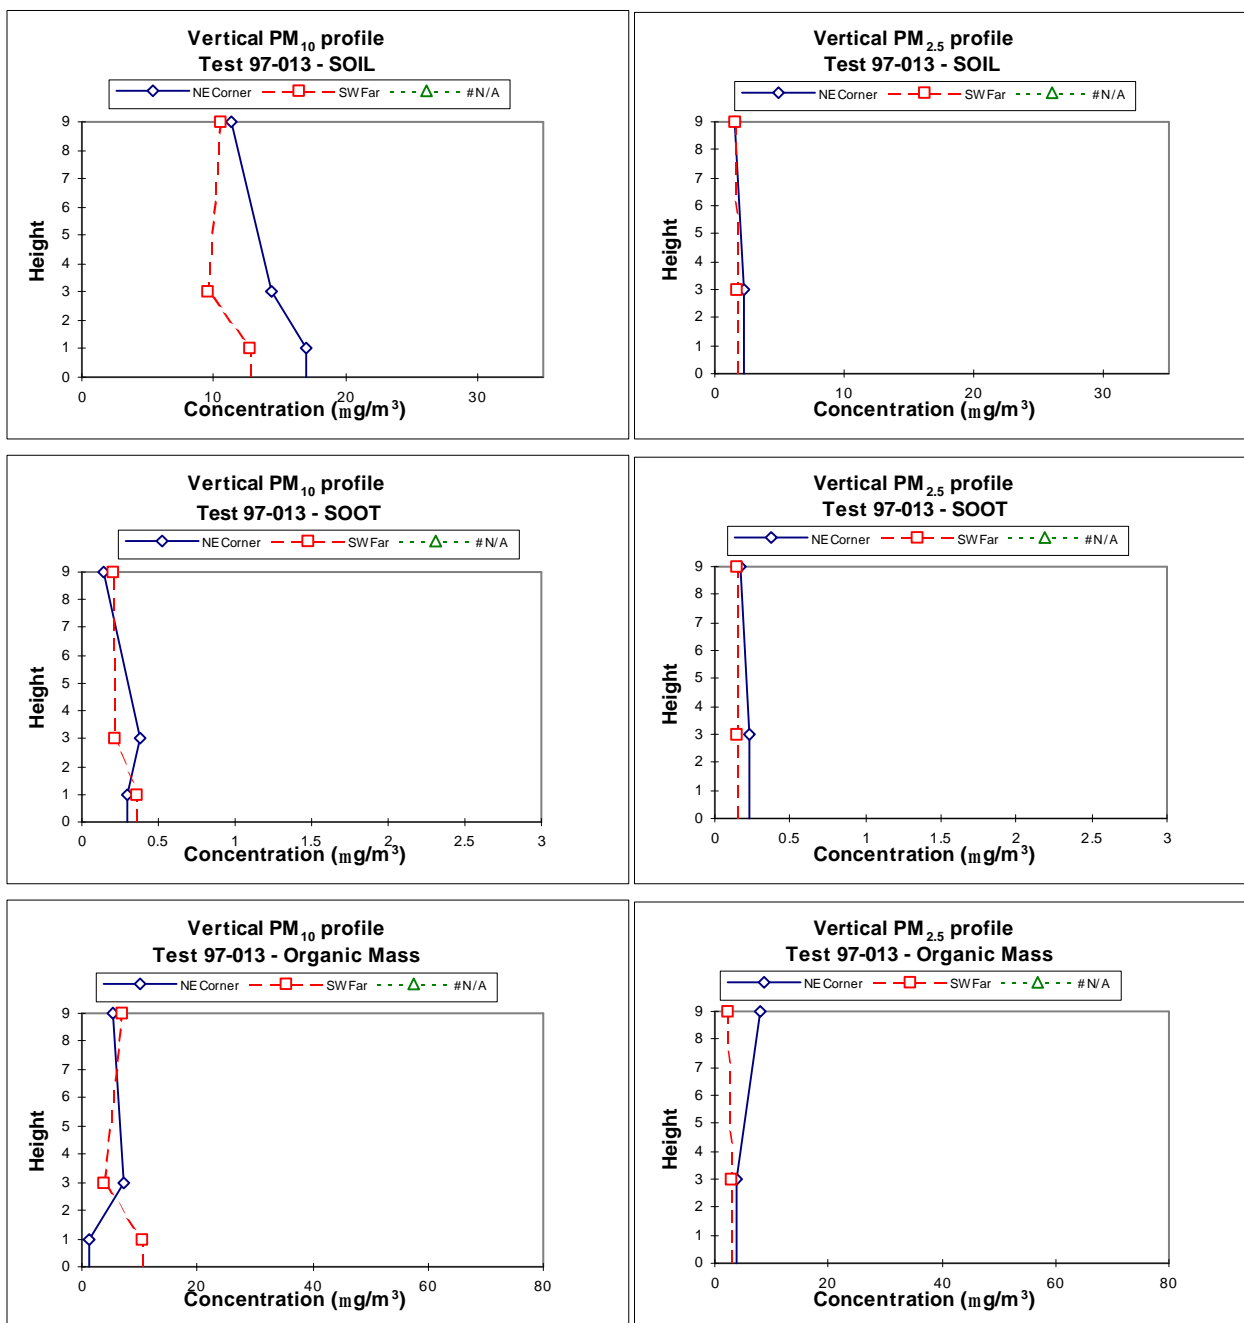 Vertical PM10 profile
Test 97-013 - SOIL
NE Corner SW Far #N/A
9
8
7
6
5
4
3
2
1
0
Height
0 10 20 30
Concentration (mg/m3)
Vertical PM2.5 profile
Test 97-013 - SOIL
NE Corner SW Far #N/A
9
8
7
6
5
4
3
2
1
0
Height
0 10 20 30
Concentration (mg/m3)
Vertical PM10 profile
Test 97-013 - SOOT
NE Corner SW Far #N/A
9
8
7
6
5
4
3
2
1
0
Height
0 0.5 1 1.5 2 2.5 3
Concentration (mg/m3)
Vertical PM2.5 profile
Test 97-013 - SOOT
NE Corner SW Far #N/A
9
8
7
6
5
4
3
2
1
0
Height
0 0.5 1 1.5 2 2.5 3
Concentration (mg/m3)
Vertical PM10 profile
Test 97-013 - Organic Mass
NE Corner SW Far #N/A
9
8
7
6
5
4
3
2
1
0
Height
0 20 40 60 80
Concentration (mg/m3)
Vertical PM2.5 profile
Test 97-013 - Organic Mass
NE Corner SW Far #N/A
9
8
7
6
5
4
3
2
1
0
Height
0 20 40 60 80
Concentration (mg/m3)